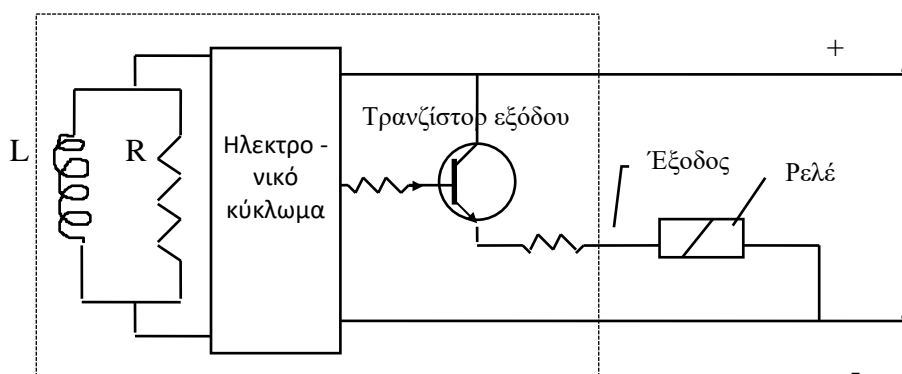 +
Τρανζίστορ εξόδου
L
R
Ηλεκτρο -
νικό
κύκλωμα
Έξοδος
Ρελέ
-